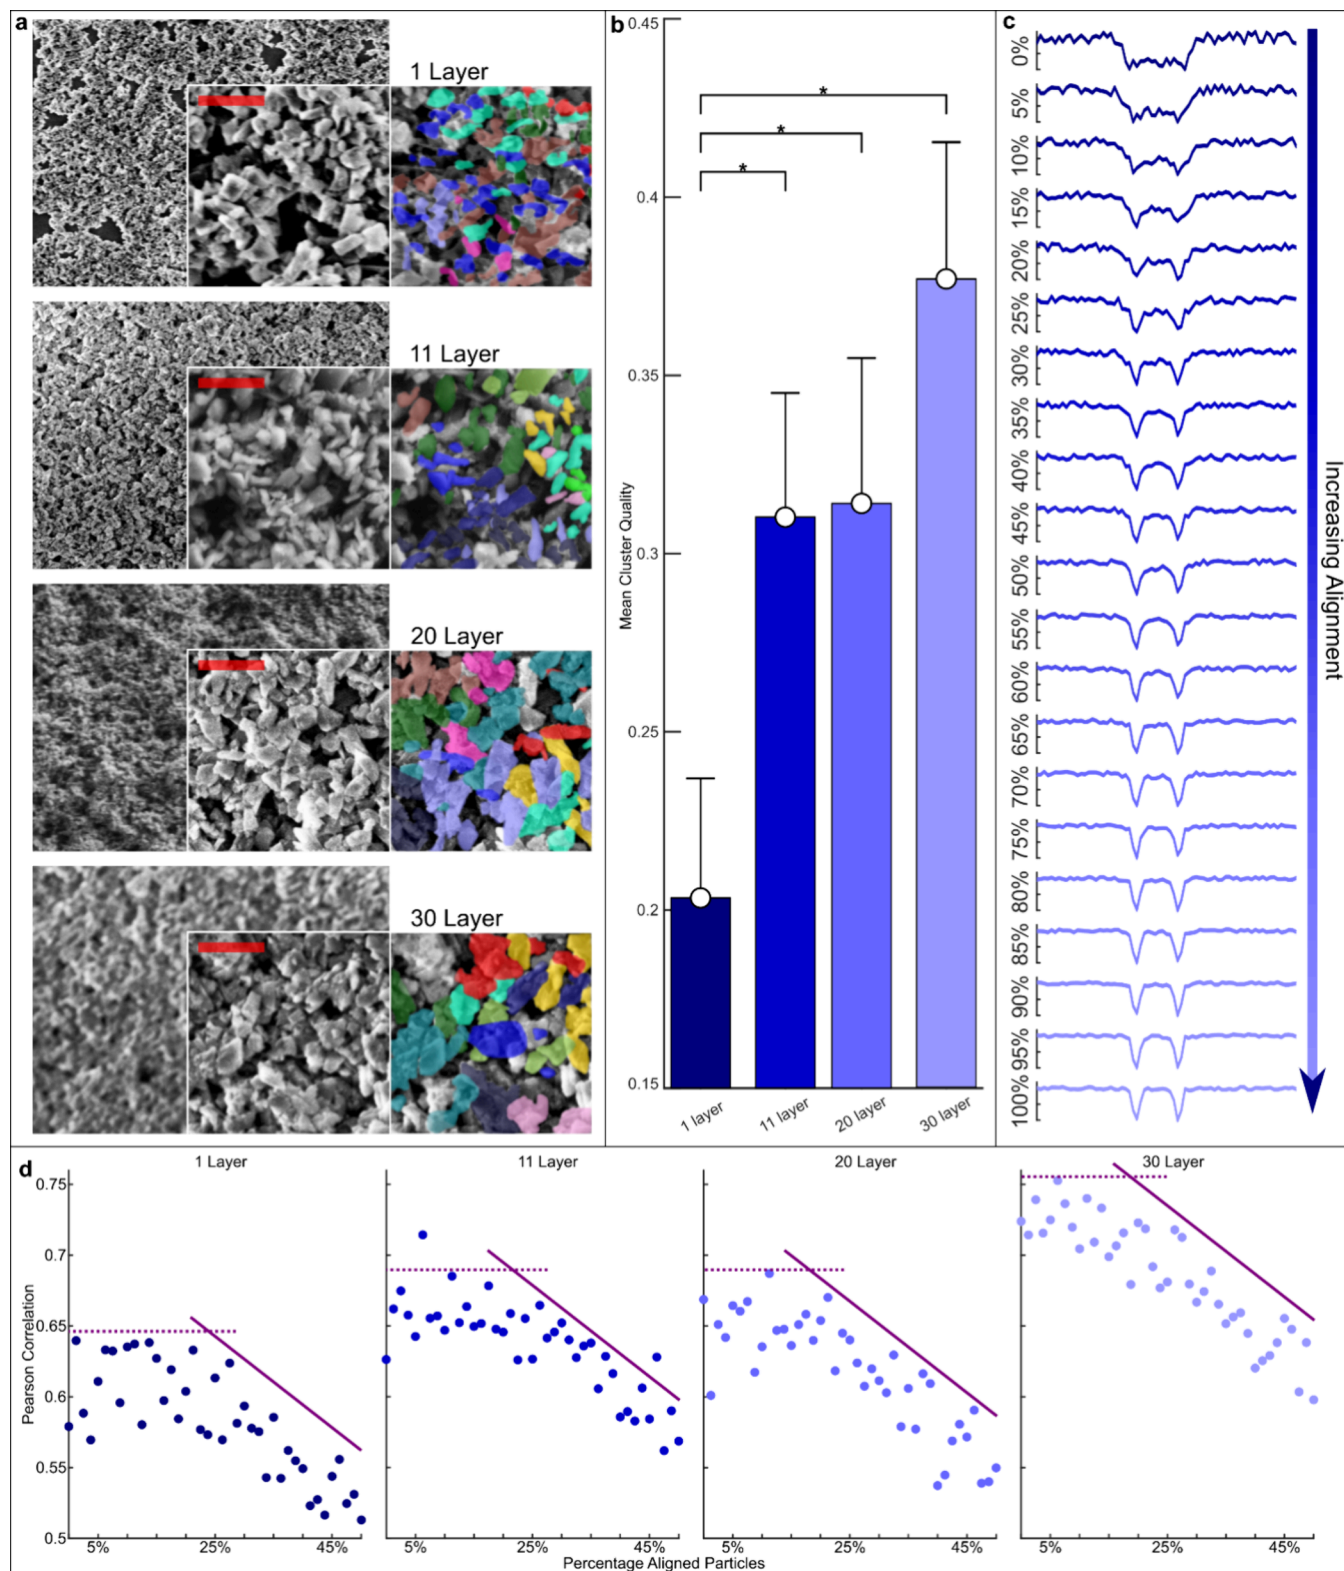 a
1 Layer
11 Layer
20 Layer
30 Layer
b
0.45
0.4
0.35
0.3
0.25
0.2
0.15
Mean Cluster Quality
*
*
*
1 layer
11 layer
20 layer
30 layer
c
0%
5%
10%
15%
20%
25%
30%
35%
40%
45%
50%
55%
60%
65%
70%
75%
80%
85%
90%
95%
100%
Increasing Alignment
d
1 Layer
11 Layer
20 Layer
30 Layer
0.75
0.7
0.65
0.6
0.55
0.5
Pearson Correlation
5% 25% 45%
5% 25% 45%
5% 25% 45%
5% 25% 45%
Percentage Aligned Particles